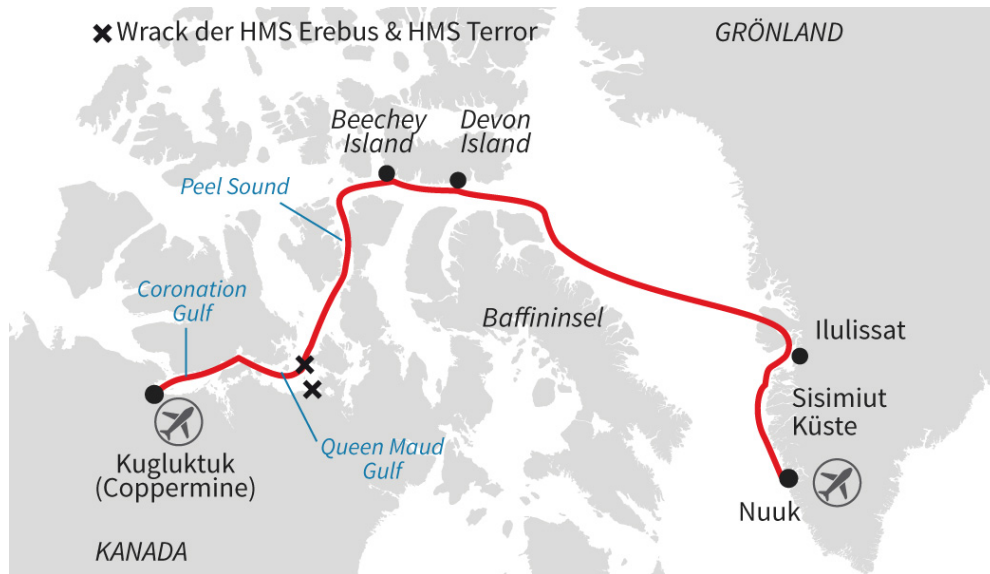 Wrack der HMS Erebus & HMS Terror
GRÖNLAND
Beechey
Island
Devon
Island
Peel Sound
Coronation
Gulf
Baffininsel
Ilulissat
Sisimiut
Küste
Queen Maud
Gulf
Kugluktuk
(Coppermine)
Nuuk
KANADA